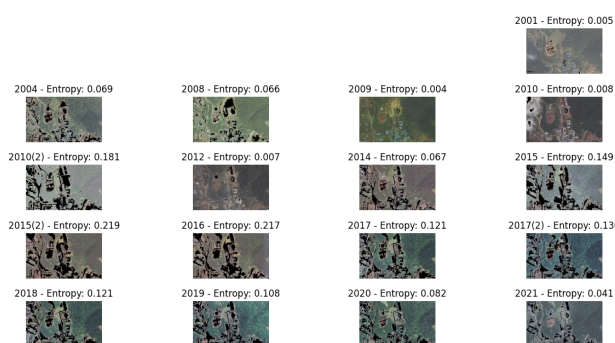 2001 - Entropy: 0.005
2004 - Entropy: 0.069 2008 - Entropy: 0.066 2009 - Entropy: 0.004 2010 - Entropy: 0.008
2010(2) - Entropy: 0.181 2012 - Entropy: 0.007 2014 - Entropy: 0.067 2015 - Entropy: 0.149
2015(2) - Entropy: 0.219 2016 - Entropy: 0.217 2017 - Entropy: 0.121 2017(2) - Entropy:
2018 - Entropy: 0.121 2019 - Entropy: 0.108 2020 - Entropy: 0.082 2021 - Entropy: 0.041